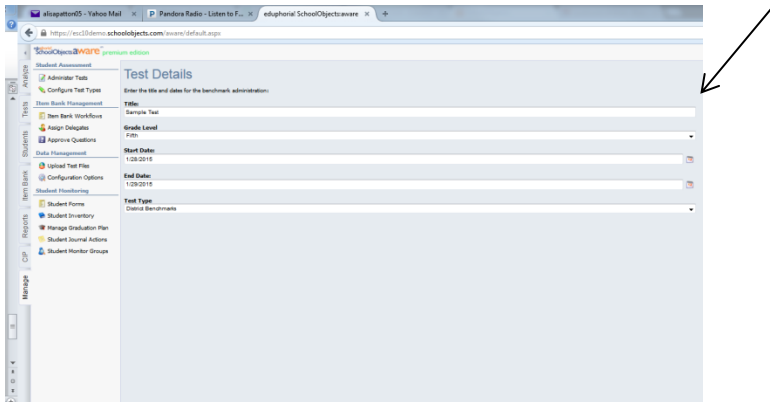 alisapatton05 - Yahoo Mail
Pandora Radio - Listen to F...
eduphoria! SchoolObjects:aware
https://esc10demo.schoolobjects.com/aware/default.aspx
SchoolObjects:aware premium edition
Analyze
Tests
Students
Item Bank
Reports
CIP
Manage
Student Assessment
Administer Tests
Configure Test Types
Item Bank Management
Item Bank Workflows
Assign Delegates
Approve Questions
Data Management
Upload Test Files
Configuration Options
Student Monitoring
Student Forms
Student Inventory
Manage Graduation Plan
Student Journal Actions
Student Monitor Groups
Test Details
Enter the title and dates for the benchmark administration:
Title:
Sample Test
Grade Level
Fifth
Start Date:
1/28/2015
End Date:
1/29/2015
Test Type
District Benchmarks